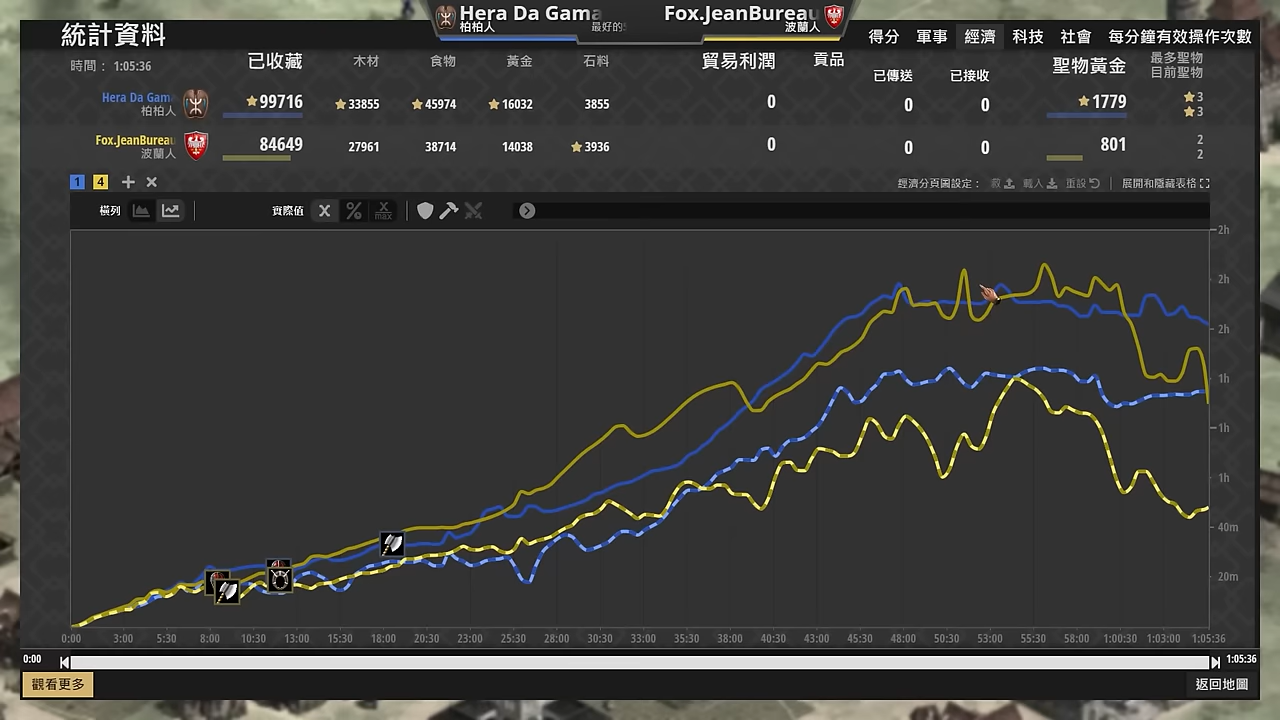 Hera Da Gama
柏柏人
最好的
Fox.JeanBureau
波蘭人
統計資料
得分 軍事 經濟 科技 社會 每分鐘有效操作次數
時間： 1:05:36
已收藏 木材 食物 黃金 石料 貿易利潤 貢品 已傳送 已接收 聖物黃金 最多聖物
目前聖物
Hera Da Gam
柏柏人
99716 33855 45974 16032 3855 0 0 0 1779 3
3
Fox.JeanBureau
波蘭人
84649 27961 38714 14038 3936 0 0 0 801 2
2
1 4
經濟分頁圖設定： 救 載入 重設 展開和隱藏表格
橫列 實際值 X % X max
2h
2h
2h
1h
1h
1h
40m
20m
0:00 3:00 5:30 8:00 10:30 13:00 15:30 18:00 20:30 23:00 25:30 28:00 30:30 33:00 35:30 38:00 40:30 43:00 45:30 48:00 50:30 53:00 55:30 58:00 1:00:30 1:03:00 1:05:36
0:00 1:05:36
觀看更多 返回地圖